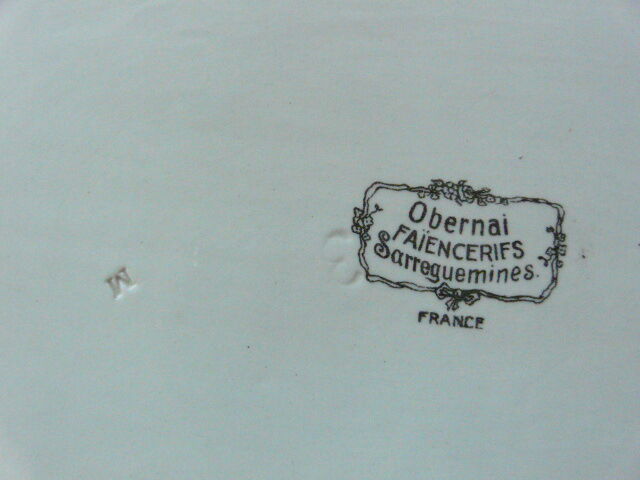 Obernai
FAÏENCERIFS
Sarreguemines.
FRANCE
M